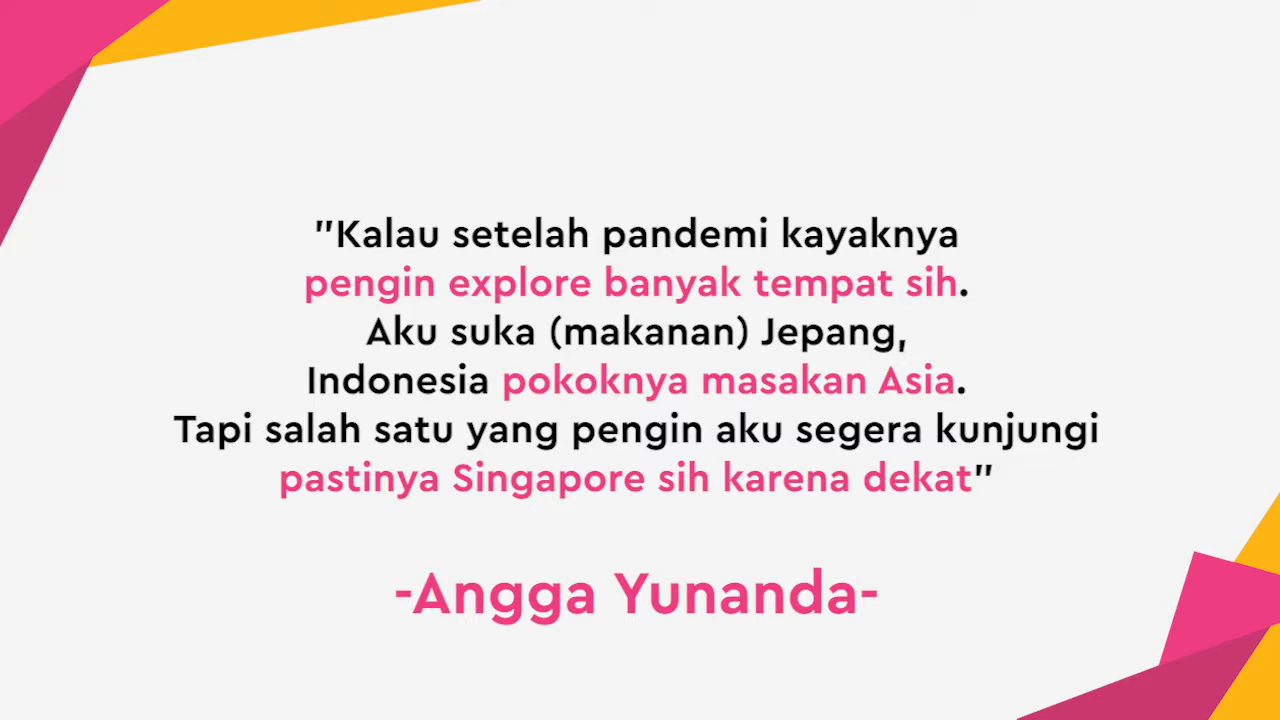 "Kalau setelah pandemi kayaknya
pengin explore banyak tempat sih.
Aku suka (makanan) Jepang,
Indonesia pokoknya masakan Asia.
Tapi salah satu yang pengin aku segera kunjungi
pastinya Singapore sih karena dekat"
-Angga Yunanda-